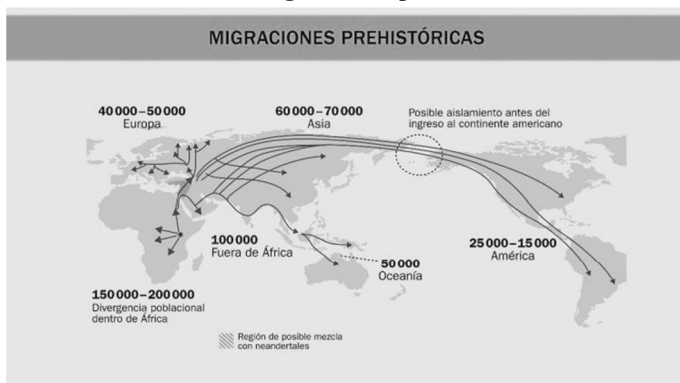 MIGRACIONES PREHISTÓRICAS
40 000 – 50 000
Europa
60 000 – 70 000
Asia
Posible aislamiento antes del
ingreso al continente americano
100 000
Fuera de África
50 000
Oceanía
25 000 – 15 000
América
150 000 – 200 000
Divergencia poblacional
dentro de África
Región de posible mezcla
con neandertales